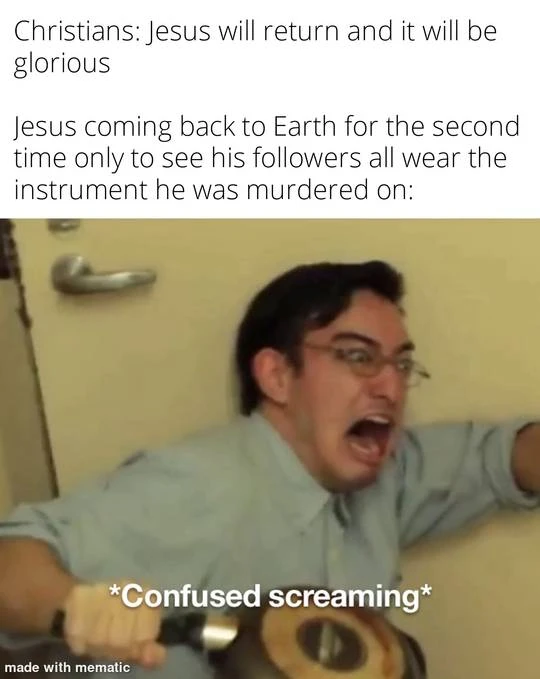 Christians: Jesus will return and it will be
glorious
Jesus coming back to Earth for the second
time only to see his followers all wear the
instrument he was murdered on:
*Confused screaming*
made with mematic